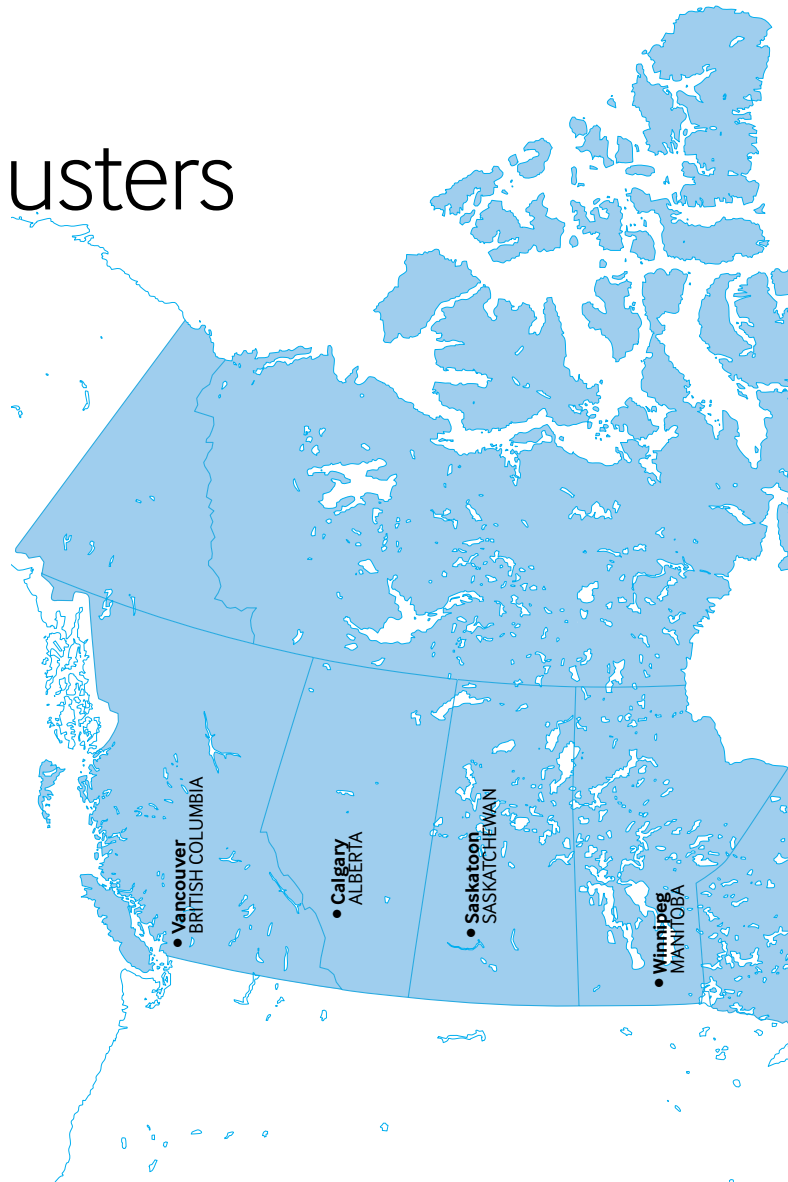 usters
Vancouver
BRITISH COLUMBIA
Calgary
ALBERTA
Saskatoon
SASKATCHEWAN
Winnipeg
MANITOBA